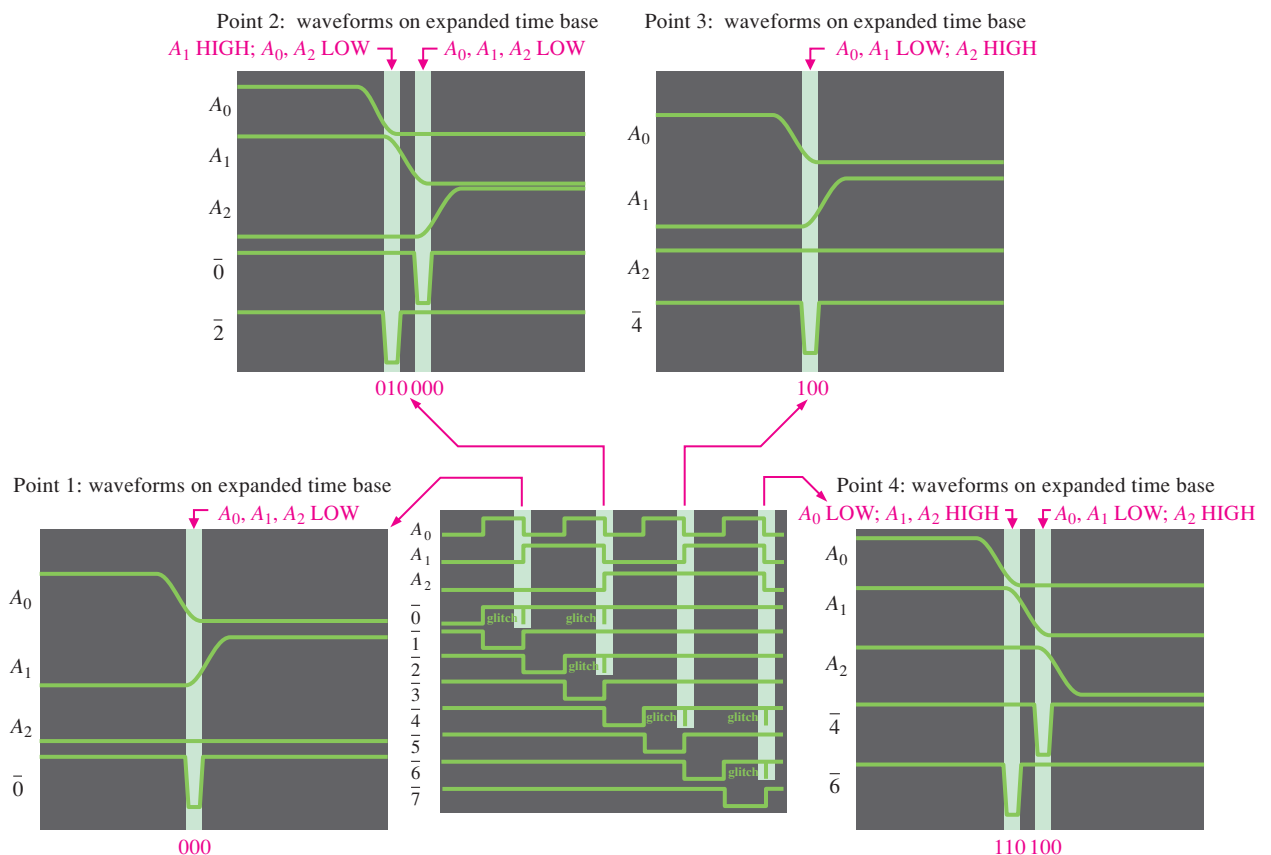 Point 2: waveforms on expanded time base
A₁ HIGH; A₀, A₂ LOW
A₀, A₁, A₂ LOW
A₀
A₁
A₂
0̅
2̅
010 000
Point 3: waveforms on expanded time base
A₀, A₁ LOW; A₂ HIGH
A₀
A₁
A₂
4̅
100
Point 1: waveforms on expanded time base
A₀, A₁, A₂ LOW
A₀
A₁
A₂
0̅
000
A₀
A₁
A₂
0̅
glitch
glitch
1̅
2̅
glitch
3̅
4̅
glitch
glitch
5̅
6̅
glitch
7̅
Point 4: waveforms on expanded time base
A₀ LOW; A₁, A₂ HIGH
A₀, A₁ LOW; A₂ HIGH
A₀
A₁
A₂
4̅
6̅
110 100